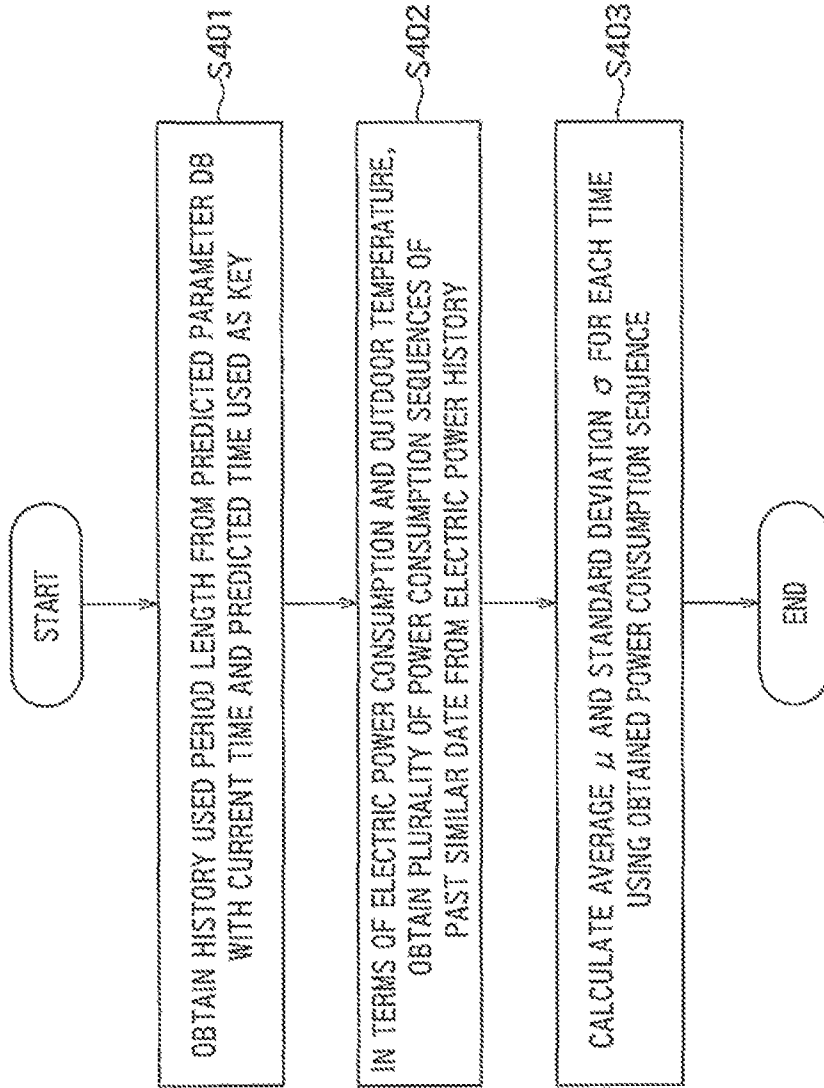 START
OBTAIN HISTORY USED PERIOD LENGTH FROM PREDICTED PARAMETER DB
WITH CURRENT TIME AND PREDICTED TIME USED AS KEY
S401
IN TERMS OF ELECTRIC POWER CONSUMPTION AND OUTDOOR TEMPERATURE,
OBTAIN PLURALITY OF POWER CONSUMPTION SEQUENCES OF
PAST SIMILAR DATE FROM ELECTRIC POWER HISTORY
S402
CALCULATE AVERAGE μ AND STANDARD DEVIATION σ FOR EACH TIME
USING OBTAINED POWER CONSUMPTION SEQUENCE
S403
END